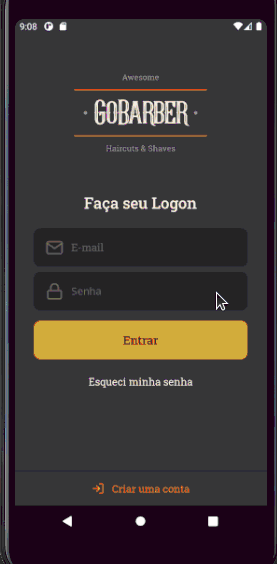 9:08
Awesome
GOBARBER
Haircuts & Shaves
Faça seu Logon
E-mail
Senha
Entrar
Esqueci minha senha
Criar uma conta